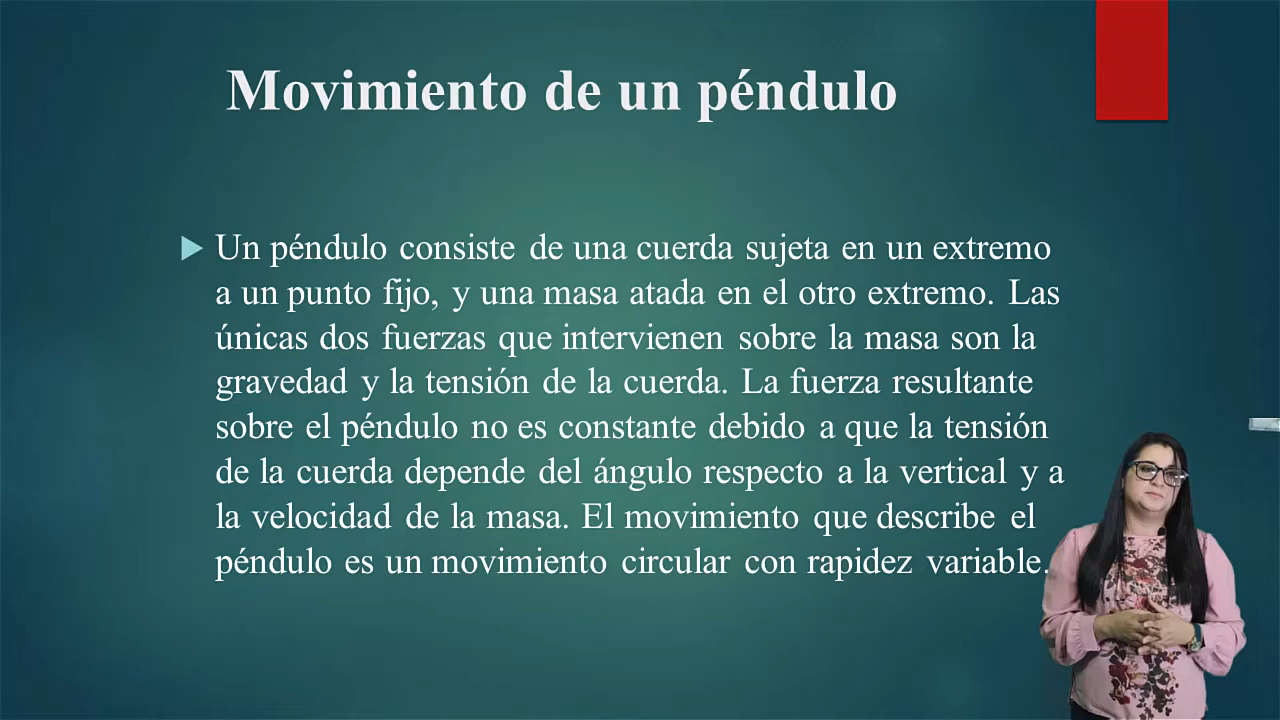 Movimiento de un péndulo
Un péndulo consiste de una cuerda sujeta en un extremo
a un punto fijo, y una masa atada en el otro extremo. Las
únicas dos fuerzas que intervienen sobre la masa son la
gravedad y la tensión de la cuerda. La fuerza resultante
sobre el péndulo no es constante debido a que la tensión
de la cuerda depende del ángulo respecto a la vertical y a
la velocidad de la masa. El movimiento que describe el
péndulo es un movimiento circular con rapidez variable.